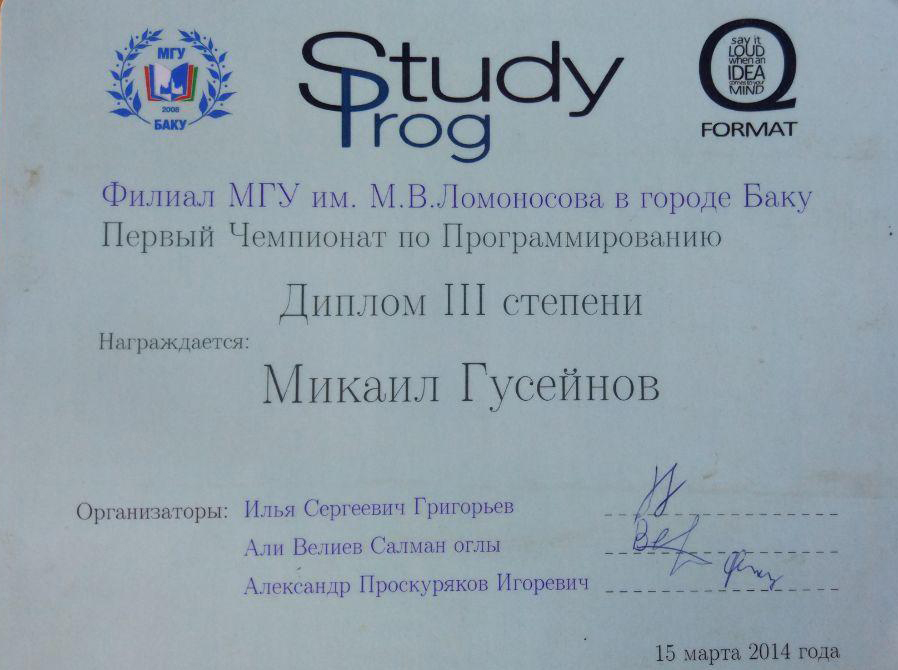 МГУ
2008
БАКУ
Study
Prog
say it
LOUD
when an
IDEA
comes to your
MIND
FORMAT
Филиал МГУ им. М.В.Ломоносова в городе Баку
Первый Чемпионат по Программированию
Диплом III степени
Награждается:
Микаил Гусейнов
Организаторы: Илья Сергеевич Григорьев
Али Велиев Салман оглы
Александр Проскуряков Игоревич
15 марта 2014 года